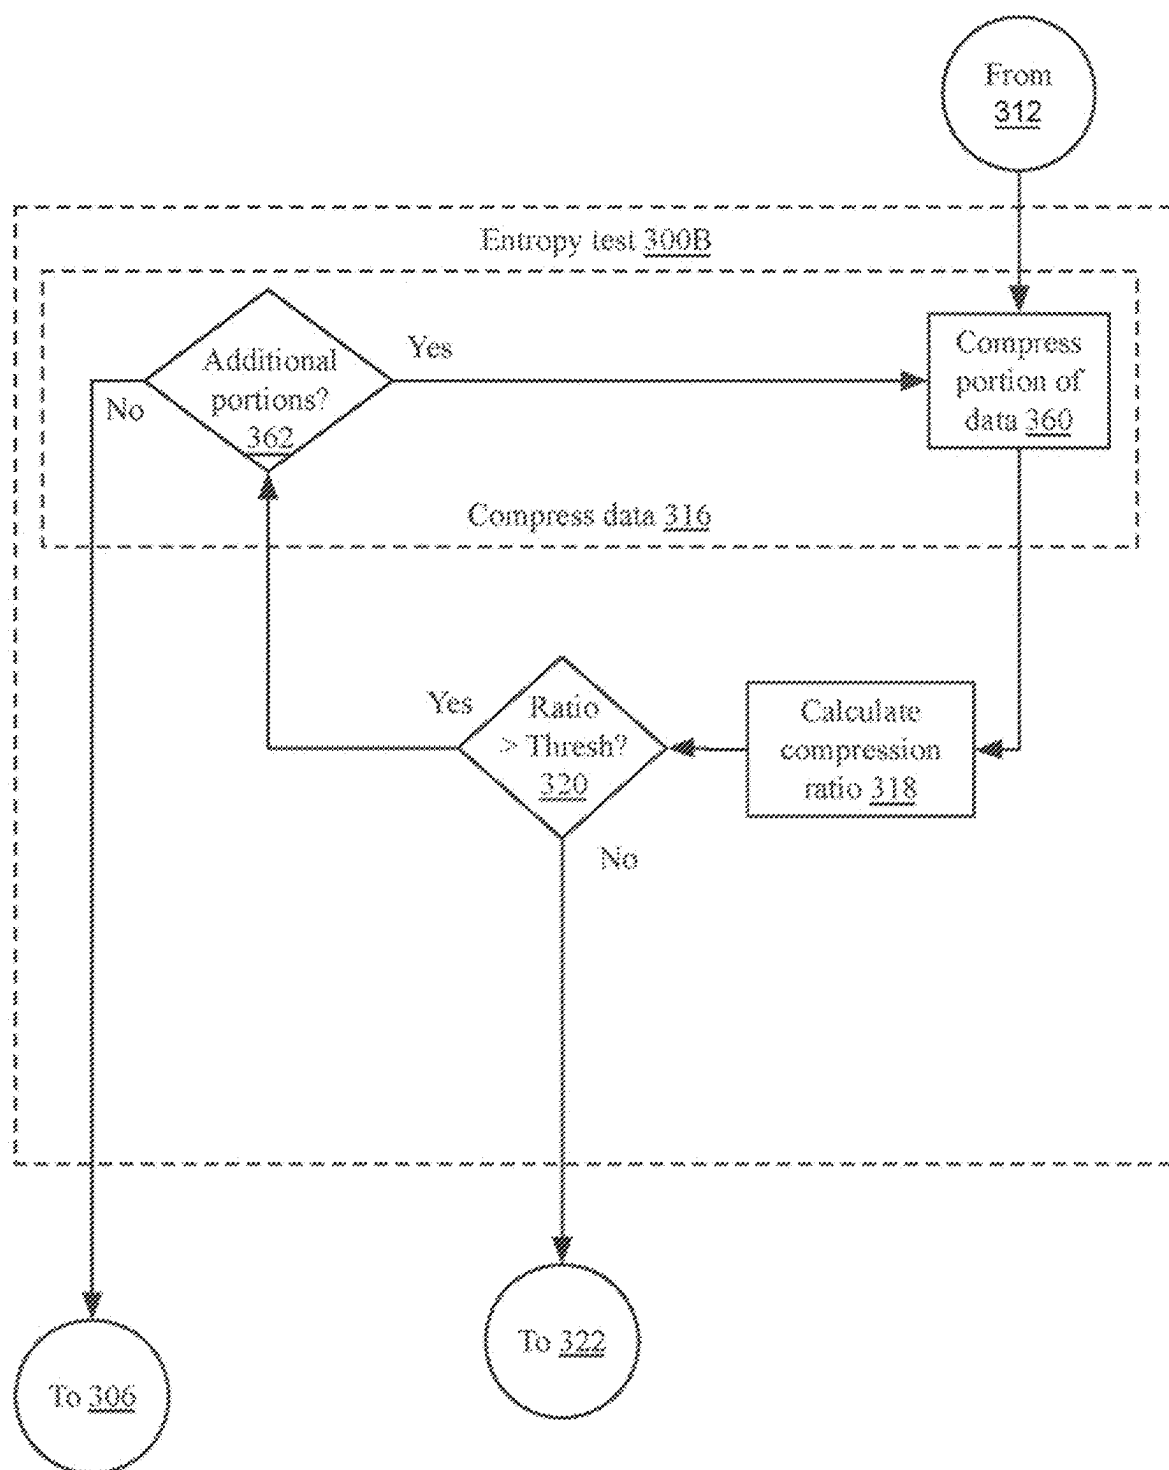 From
312
Entropy test 300B
Additional
portions?
362
Yes
No
Compress
portion of
data 360
Compress data 316
Yes
Ratio
> Thresh?
320
No
Calculate
compression
ratio 318
To 322
To 306